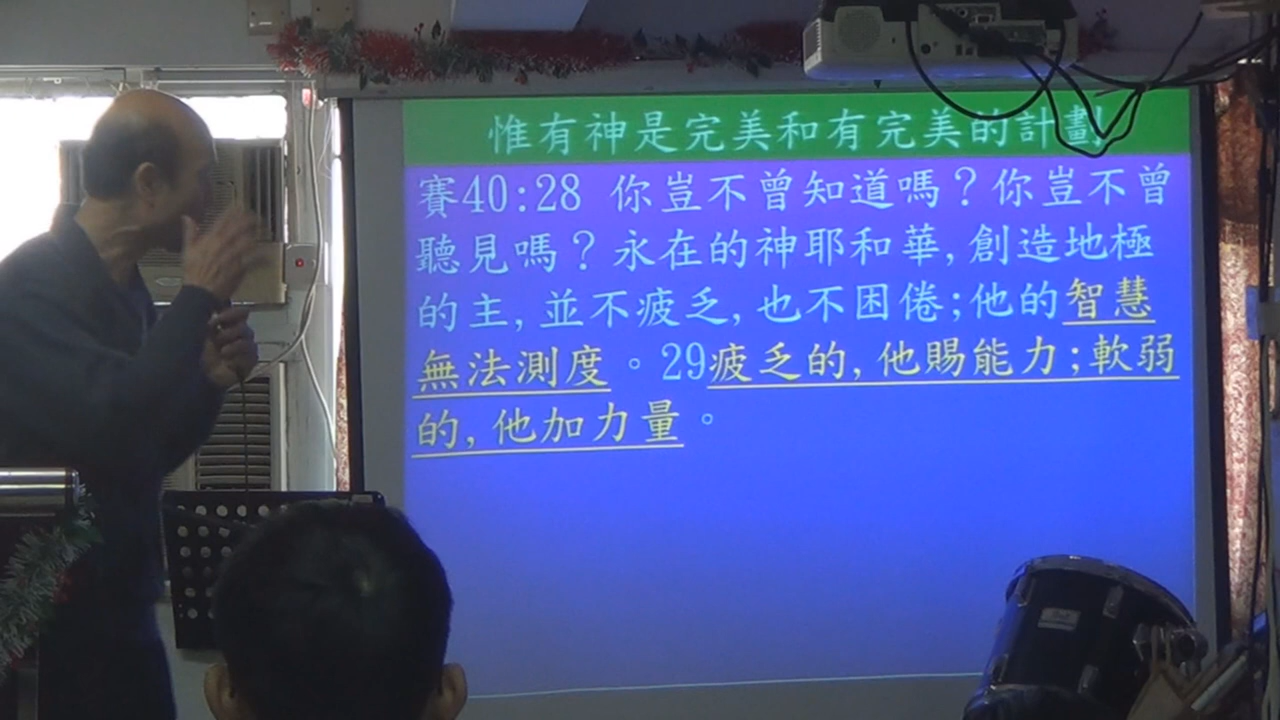 惟有神是完美和有完美的計劃
賽40:28 你豈不曾知道嗎？你豈不曾
聽見嗎？永在的神耶和華,創造地極
的主,並不疲乏,也不困倦;他的智慧
無法測度。29疲乏的,他賜能力;軟弱
的,他加力量。